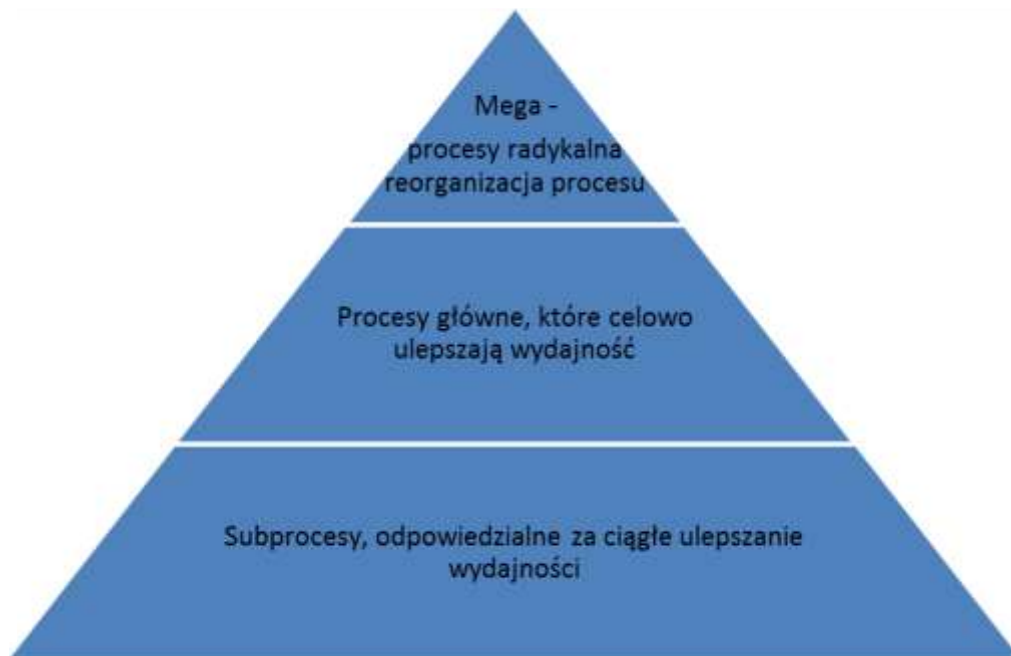 Mega -
procesy radykalna
reorganizacja procesu
Procesy główne, które celowo
ulepszają wydajność
Subprocesy, odpowiedzialne za ciągłe ulepszanie
wydajności